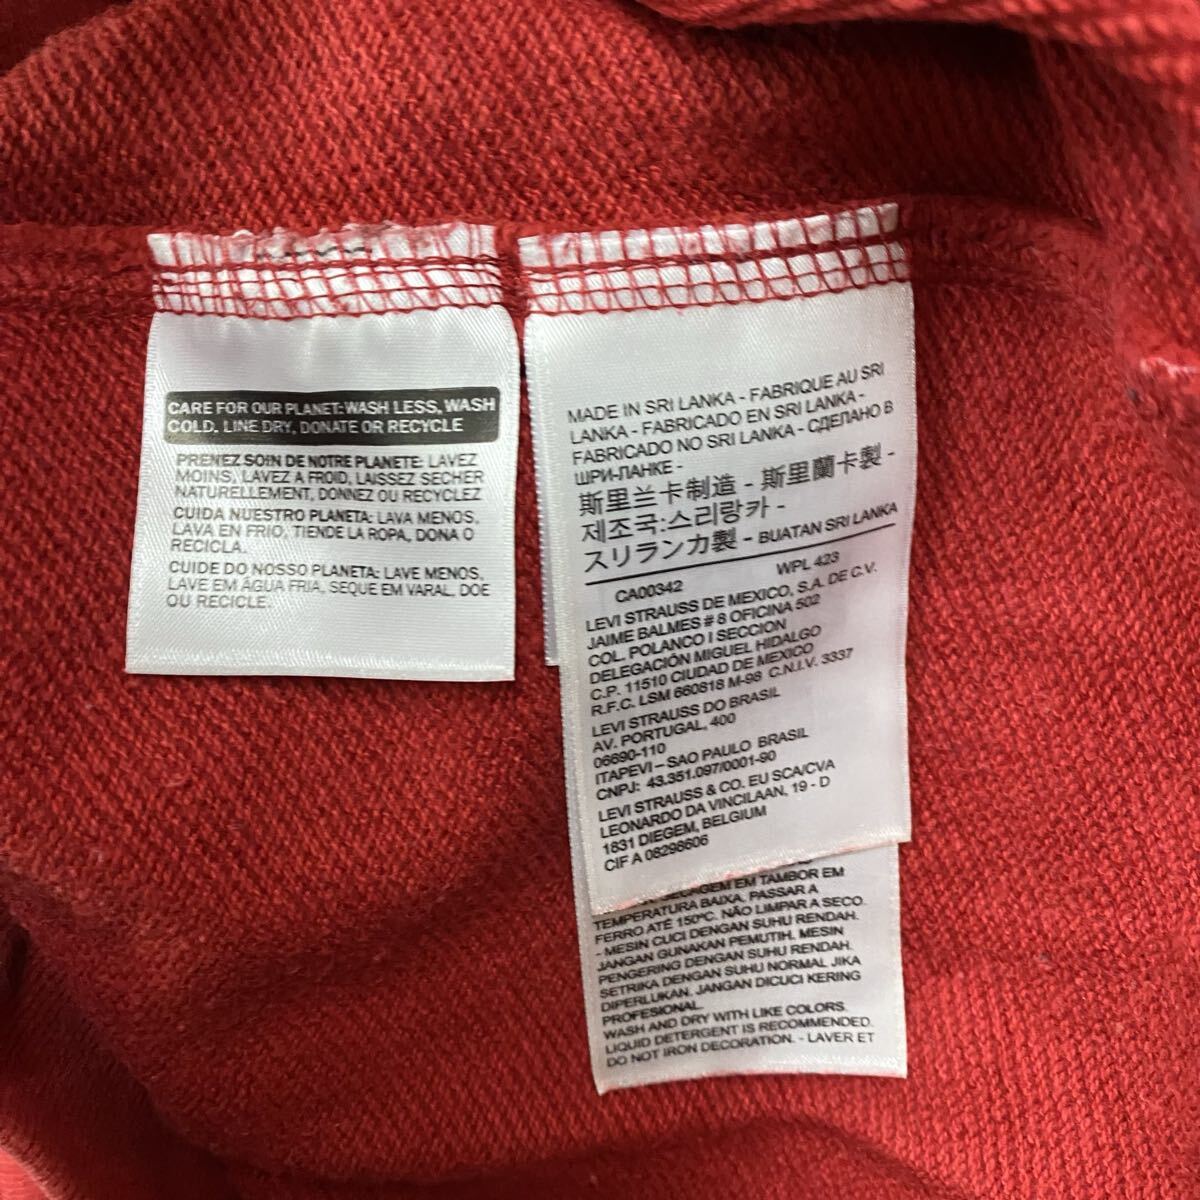 CARE FOR OUR PLANET: WASH LESS, WASH
COLD, LINE DRY, DONATE OR RECYCLE
PRENEZ SOIN DE NOTRE PLANETE: LAVEZ
MOINS, LAVEZ A FROID, LAISSEZ SECHER
NATURELLEMENT, DONNEZ OU RECYCLEZ
CUIDA NUESTRO PLANETA: LAVA MENOS,
LAVA EN FRIO, TIENDE LA ROPA, DONA O
RECICLA.
CUIDE DO NOSSO PLANETA: LAVE MENOS,
LAVE EM ÁGUA FRIA, SEQUE EM VARAL, DOE
OU RECICLE.
MADE IN SRI LANKA - FABRIQUE AU SRI
LANKA - FABRICADO EN SRI LANKA -
FABRICADO NO SRI LANKA - СДЕЛАНО В
ШРИ-ЛАНКЕ -
斯里兰卡制造 - 斯里蘭卡製 -
제조국:스리랑카 -
スリランカ製 - BUATAN SRI LANKA
CA00342 WPL 423
LEVI STRAUSS DE MEXICO, S.A. DE C.V.
JAIME BALMES # 8 OFICINA 502
COL. POLANCO I SECCION
DELEGACIÓN MIGUEL HIDALGO
C.P. 11510 CIUDAD DE MEXICO
R.F.C. LSM 660818 M-98 C.N.I.V. 3337
LEVI STRAUSS DO BRASIL
AV. PORTUGAL, 400
06690-110
ITAPEVI – SAO PAULO BRASIL
CNPJ: 43.351.097/0001-90
LEVI STRAUSS & CO. EU SCA/CVA
LEONARDO DA VINCILAAN, 19 - D
1831 DIEGEM, BELGIUM
CIF A 08298606
EM TAMBOR EM
TEMPERATURA BAIXA, PASSAR A
FERRO ATÉ 150ºC. NÃO LIMPAR A SECO.
- MESIN CUCI DENGAN SUHU RENDAH.
JANGAN GUNAKAN PEMUTIH. MESIN
PENGERING DENGAN SUHU RENDAH.
SETRIKA DENGAN SUHU NORMAL JIKA
DIPERLUKAN. JANGAN DICUCI KERING
PROFESIONAL.
WASH AND DRY WITH LIKE COLORS.
LIQUID DETERGENT IS RECOMMENDED.
DO NOT IRON DECORATION. - LAVER ET